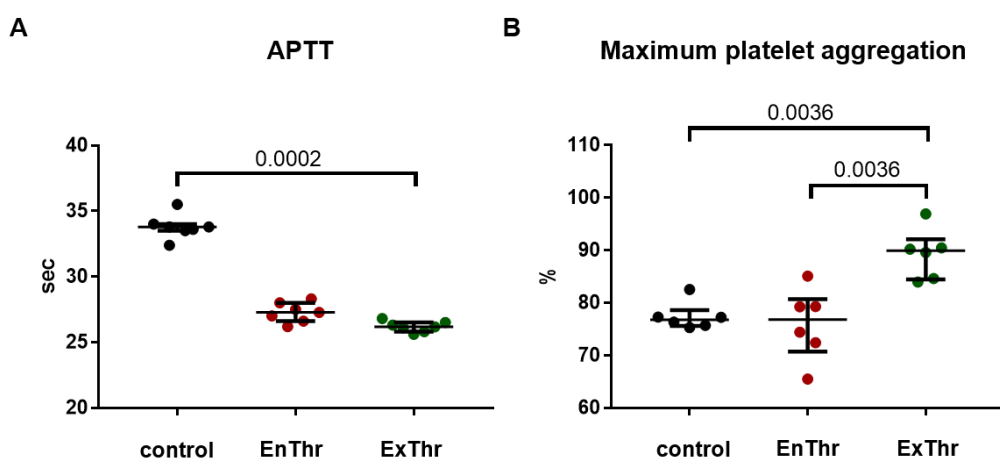 A
APTT
sec
40
35
30
25
20
0.0002
control EnThr ExThr
B
Maximum platelet aggregation
%
110
100
90
80
70
60
0.0036
0.0036
control EnThr ExThr